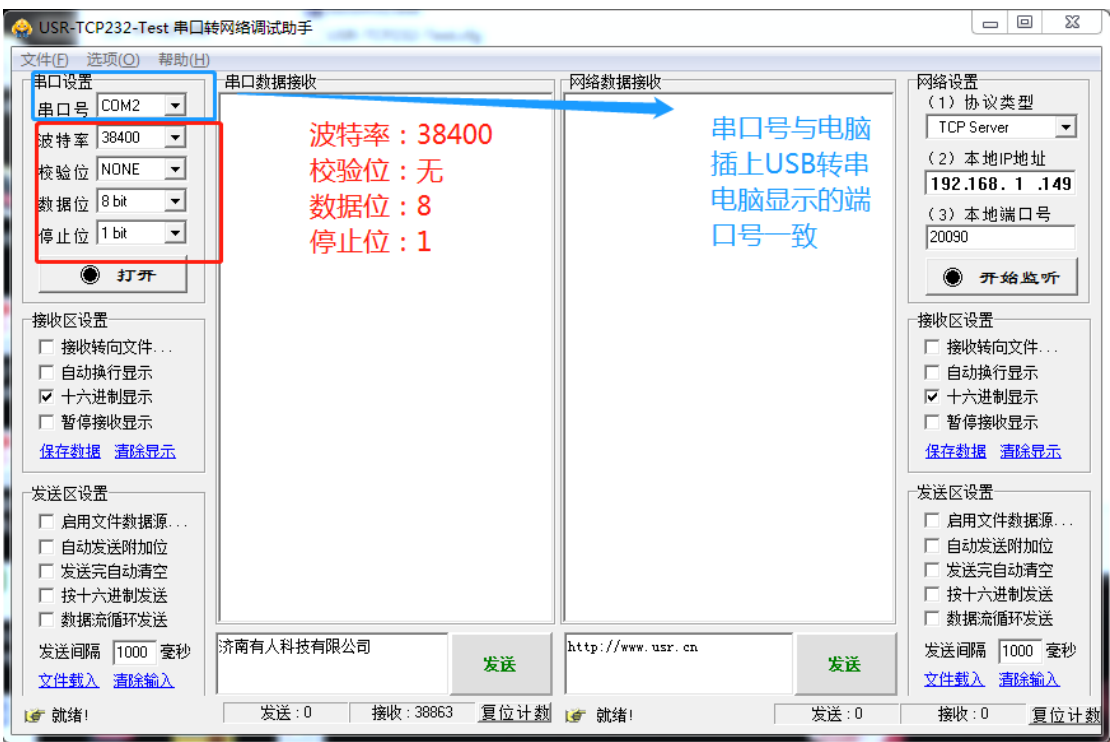 USR-TCP232-Test 串口转网络调试助手
文件(F) 选项(O) 帮助(H)
串口设置
串口号 COM2
波特率 38400
校验位 NONE
数据位 8 bit
停止位 1 bit
打开
接收区设置
接收转向文件...
自动换行显示
十六进制显示
暂停接收显示
保存数据 清除显示
发送区设置
启用文件数据源...
自动发送附加位
发送完自动清空
按十六进制发送
数据流循环发送
发送间隔 1000 毫秒
文件载入 清除输入
就绪!
串口数据接收
波特率：38400
校验位：无
数据位：8
停止位：1
济南有人科技有限公司
发送
发送:0 接收:38863 复位计数
网络数据接收
串口号与电脑
插上USB转串
电脑显示的端
口号一致
http://www.usr.cn
发送
就绪!
发送:0 接收:0 复位计数
网络设置
(1) 协议类型
TCP Server
(2) 本地IP地址
192.168. 1 .149
(3) 本地端口号
20090
开始监听
接收区设置
接收转向文件...
自动换行显示
十六进制显示
暂停接收显示
保存数据 清除显示
发送区设置
启用文件数据源...
自动发送附加位
发送完自动清空
按十六进制发送
数据流循环发送
发送间隔 1000 毫秒
文件载入 清除输入